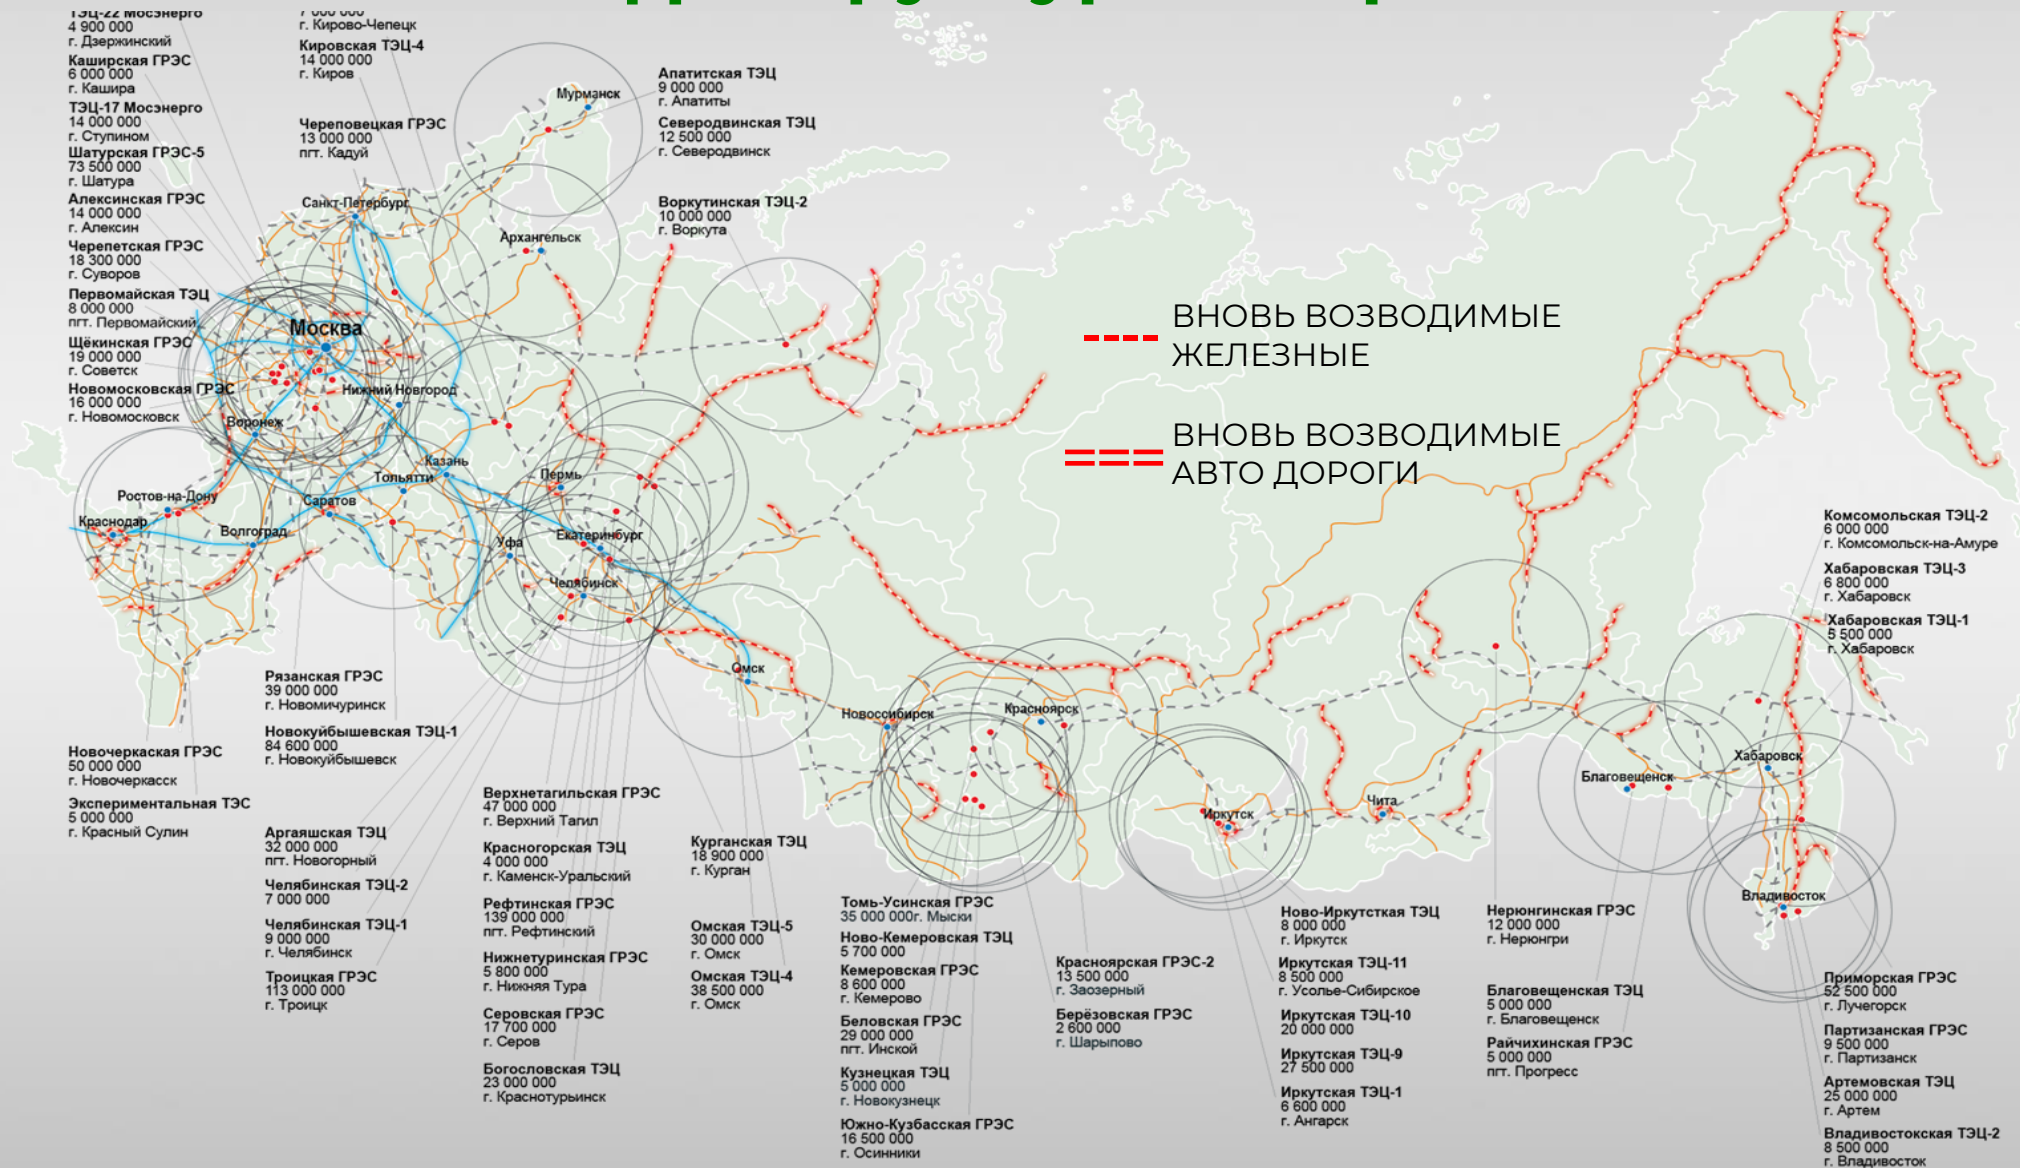 ТЭЦ-22 Мосэнерго
4 900 000
г. Дзержинский
Каширская ГРЭС
6 000 000
г. Кашира
ТЭЦ-17 Мосэнерго
14 000 000
г. Ступином
Шатурская ГРЭС-5
73 500 000
г. Шатура
Алексинская ГРЭС
14 000 000
г. Алексин
Черепетская ГРЭС
18 300 000
г. Суворов
Первомайская ТЭЦ
8 000 000
пгт. Первомайский
Щёкинская ГРЭС
19 000 000
г. Советск
Новомосковская ГРЭС
16 000 000
г. Новомосковск
7 000 000
г. Кирово-Чепецк
Кировская ТЭЦ-4
14 000 000
г. Киров
Череповецкая ГРЭС
13 000 000
пгт. Кадуй
Апатитская ТЭЦ
9 000 000
г. Апатиты
Северодвинская ТЭЦ
12 500 000
г. Северодвинск
Воркутинская ТЭЦ-2
10 000 000
г. Воркута
Мурманск
Санкт-Петербург
Архангельск
Москва
Нижний Новгород
Воронеж
Казань
Тольятти
Пермь
Ростов-на-Дону
Саратов
Краснодар
Волгоград
Уфа
Екатеринбург
Челябинск
Омск
Новоссибирск
Красноярск
Иркутск
Чита
Благовещенск
Хабаровск
Владивосток
ВНОВЬ ВОЗВОДИМЫЕ
ЖЕЛЕЗНЫЕ
ВНОВЬ ВОЗВОДИМЫЕ
АВТО ДОРОГИ
Комсомольская ТЭЦ-2
6 000 000
г. Комсомольск-на-Амуре
Хабаровская ТЭЦ-3
6 800 000
г. Хабаровск
Хабаровская ТЭЦ-1
5 500 000
г. Хабаровск
Новочеркаская ГРЭС
50 000 000
г. Новочеркасск
Экспериментальная ТЭС
5 000 000
г. Красный Сулин
Рязанская ГРЭС
39 000 000
г. Новомичуринск
Новокуйбышевская ТЭЦ-1
84 600 000
г. Новокуйбышевск
Аргаяшская ТЭЦ
32 000 000
пгт. Новогорный
Челябинская ТЭЦ-2
7 000 000
Челябинская ТЭЦ-1
9 000 000
г. Челябинск
Троицкая ГРЭС
113 000 000
г. Троицк
Верхнетагильская ГРЭС
47 000 000
г. Верхний Тагил
Красногорская ТЭЦ
4 000 000
г. Каменск-Уральский
Рефтинская ГРЭС
139 000 000
пгт. Рефтинский
Нижнетуринская ГРЭС
5 800 000
г. Нижняя Тура
Серовская ГРЭС
17 700 000
г. Серов
Богословская ТЭЦ
23 000 000
г. Краснотурьинск
Курганская ТЭЦ
18 900 000
г. Курган
Омская ТЭЦ-5
30 000 000
г. Омск
Омская ТЭЦ-4
38 500 000
г. Омск
Томь-Усинская ГРЭС
35 000 000г. Мыски
Ново-Кемеровская ТЭЦ
5 700 000
Кемеровская ГРЭС
8 600 000
г. Кемерово
Беловская ГРЭС
29 000 000
пгт. Инской
Кузнецкая ТЭЦ
5 000 000
г. Новокузнецк
Южно-Кузбасская ГРЭС
16 500 000
г. Осинники
Красноярская ГРЭС-2
13 500 000
г. Заозерный
Берёзовская ГРЭС
2 600 000
г. Шарыпово
Ново-Иркутсткая ТЭЦ
8 000 000
г. Иркутск
Иркутская ТЭЦ-11
8 500 000
г. Усолье-Сибирское
Иркутская ТЭЦ-10
20 000 000
Иркутская ТЭЦ-9
27 500 000
Иркутская ТЭЦ-1
6 600 000
г. Ангарск
Нерюнгинская ГРЭС
12 000 000
г. Нерюнгри
Благовещенская ТЭЦ
5 000 000
г. Благовещенск
Райчихинская ГРЭС
5 000 000
пгт. Прогресс
Приморская ГРЭС
52 500 000
г. Лучегорск
Партизанская ГРЭС
9 500 000
г. Партизанск
Артемовская ТЭЦ
25 000 000
г. Артем
Владивостокская ТЭЦ-2
8 500 000
г. Владивосток